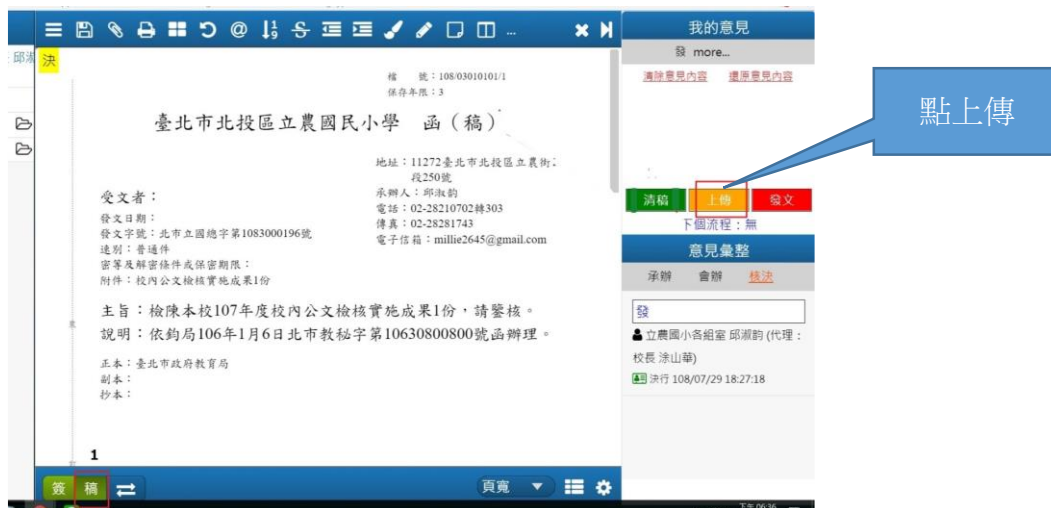 我的意見
發 more...
清除意見內容 還原意見內容
清稿 上傳 發文
下個流程：無
意見彙整
承辦 會辦 核決
發
立農國小各組室 邱淑韵 (代理：
校長 涂山華)
決行 108/07/29 18:27:18
點上傳
邱淑
決
檔 號：108/03010101/1
保存年限：3
臺北市北投區立農國民小學 函（稿）
地址：11272臺北市北投區立農街
段250號
承辦人：邱淑韵
電話：02-28210702轉303
傳真：02-28281743
電子信箱：millie2645@gmail.com
受文者：
發文日期：
發文字號：北市立國總字第1083000196號
速別：普通件
密等及解密條件或保密期限：
附件：校內公文檢核實施成果1份
主旨：檢陳本校107年度校內公文檢核實施成果1份，請鑒核。
說明：依鈞局106年1月6日北市教秘字第10630800800號函辦理。
正本：臺北市政府教育局
副本：
抄本：
1
簽 稿
頁寬
下午 06:36